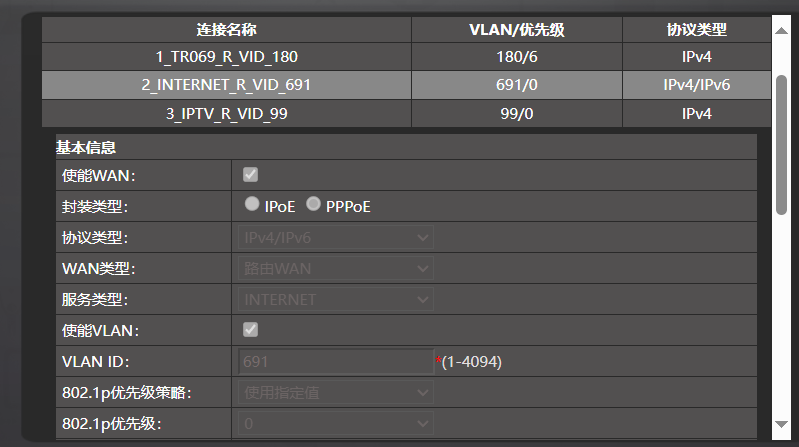 连接名称 VLAN/优先级 协议类型
1_TR069_R_VID_180 180/6 IPv4
2_INTERNET_R_VID_691 691/0 IPv4/IPv6
3_IPTV_R_VID_99 99/0 IPv4
基本信息
使能WAN:
封装类型: IPoE PPPoE
协议类型: IPv4/IPv6
WAN类型: 路由WAN
服务类型: INTERNET
使能VLAN:
VLAN ID: 691 *(1-4094)
802.1p优先级策略: 使用指定值
802.1p优先级: 0